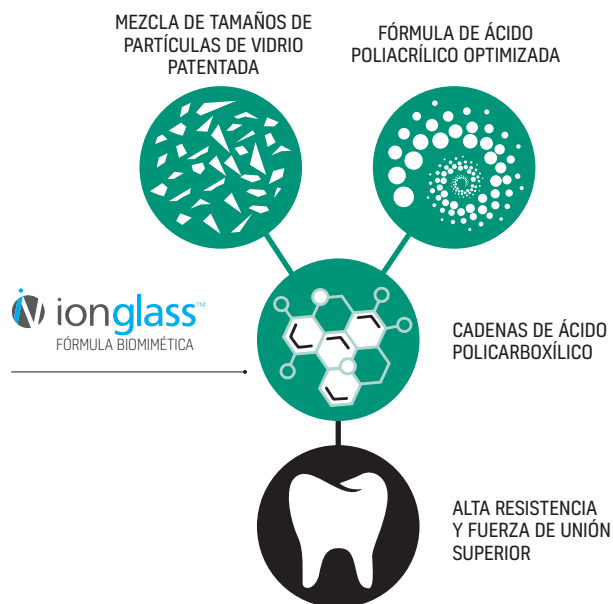 MEZCLA DE TAMAÑOS DE
PARTÍCULAS DE VIDRIO
PATENTADA
FÓRMULA DE ÁCIDO
POLIACRÍLICO OPTIMIZADA
ionglass™
FÓRMULA BIOMIMÉTICA
CADENAS DE ÁCIDO
POLICARBOXÍLICO
ALTA RESISTENCIA
Y FUERZA DE UNIÓN
SUPERIOR